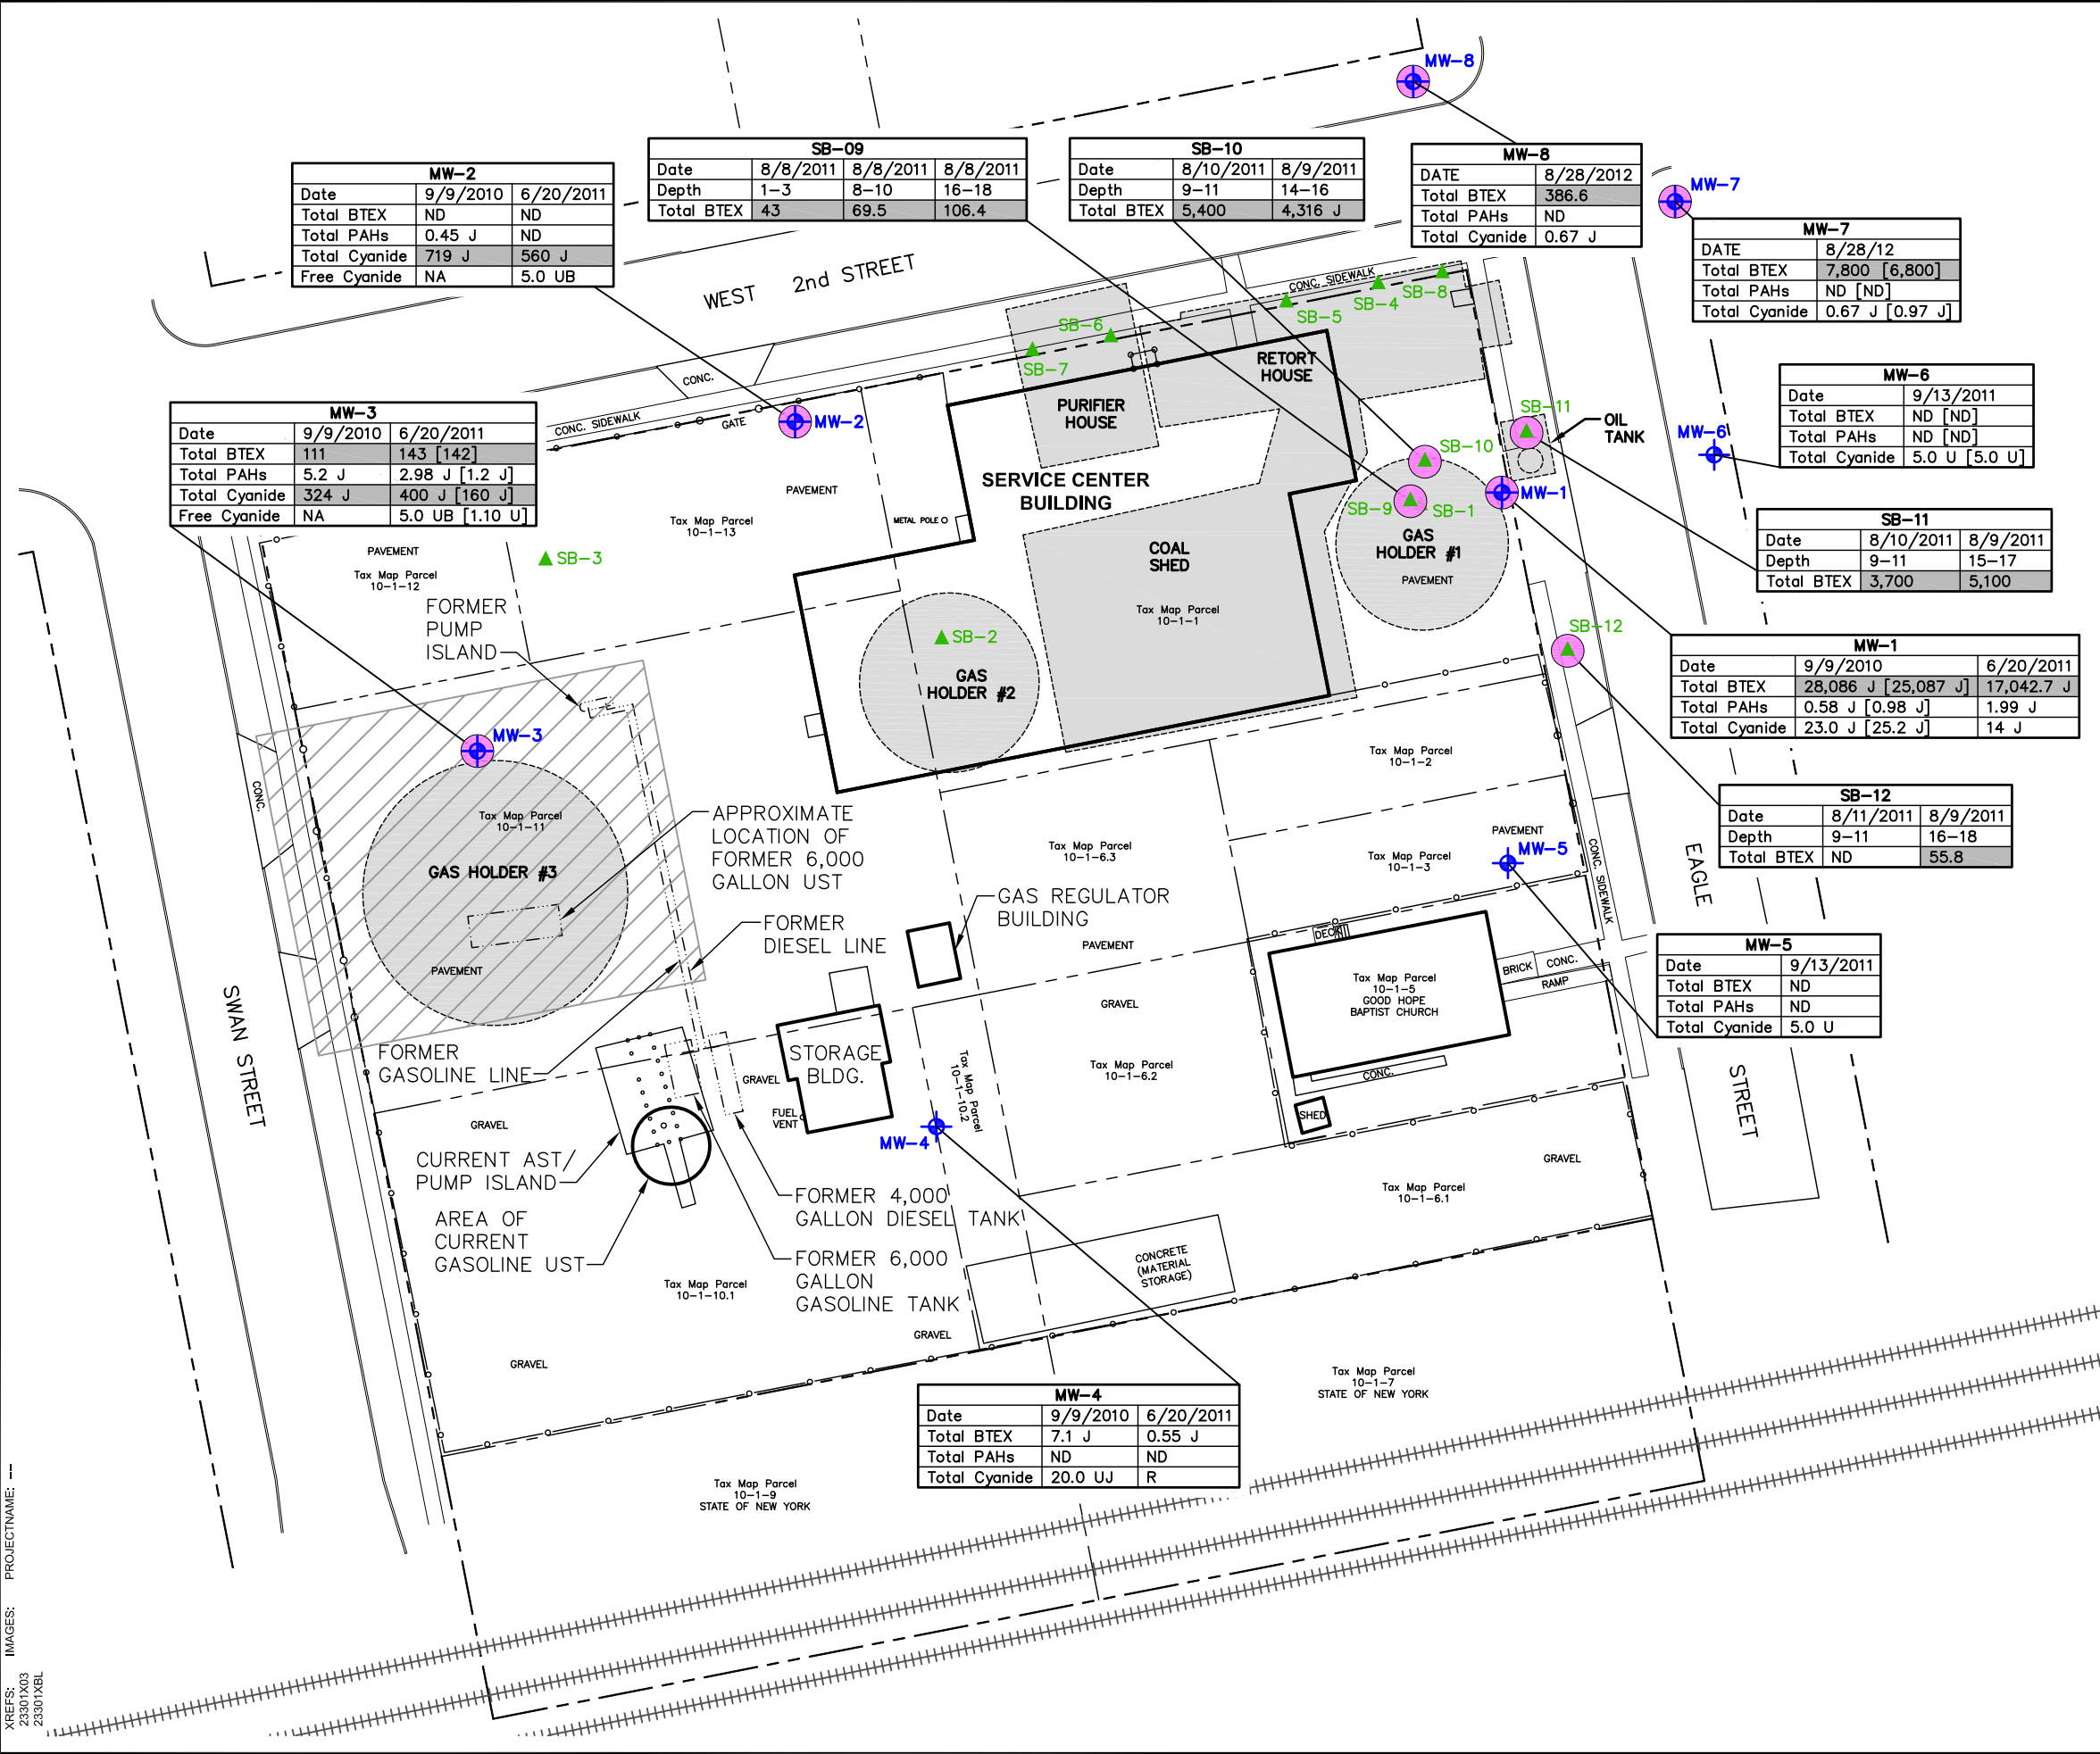 MW-8
MW-7
SB-09
Date 8/8/2011 8/8/2011 8/8/2011
Depth 1-3 8-10 16-18
Total BTEX 43 69.5 106.4
SB-10
Date 8/10/2011 8/9/2011
Depth 9-11 14-16
Total BTEX 5,400 4,316 J
MW-8
DATE 8/28/2012
Total BTEX 386.6
Total PAHs ND
Total Cyanide 0.67 J
MW-2
Date 9/9/2010 6/20/2011
Total BTEX ND ND
Total PAHs 0.45 J ND
Total Cyanide 719 J 560 J
Free Cyanide NA 5.0 UB
MW-7
DATE 8/28/12
Total BTEX 7,800 [6,800]
Total PAHs ND [ND]
Total Cyanide 0.67 J [0.97 J]
WEST 2nd STREET
CONC. SIDEWALK
SB-8
SB-4
SB-5
SB-6
SB-7
RETORT
HOUSE
PURIFIER
HOUSE
CONC.
CONC. SIDEWALK
GATE
MW-2
MW-6
Date 9/13/2011
Total BTEX ND [ND]
Total PAHs ND [ND]
Total Cyanide 5.0 U [5.0 U]
MW-3
Date 9/9/2010 6/20/2011
Total BTEX 111 143 [142]
Total PAHs 5.2 J 2.98 J [1.2 J]
Total Cyanide 324 J 400 J [160 J]
Free Cyanide NA 5.0 UB [1.10 U]
SB-11
OIL
TANK
MW-6
SB-10
MW-1
SB-9
SB-1
SERVICE CENTER
BUILDING
PAVEMENT
Tax Map Parcel
10-1-13
METAL POLE
GAS
HOLDER #1
PAVEMENT
SB-11
Date 8/10/2011 8/9/2011
Depth 9-11 15-17
Total BTEX 3,700 5,100
PAVEMENT
Tax Map Parcel
10-1-12
SB-3
COAL
SHED
Tax Map Parcel
10-1-1
FORMER
PUMP
ISLAND
SB-2
GAS
HOLDER #2
SB-12
MW-1
Date 9/9/2010 6/20/2011
Total BTEX 28,086 J [25,087 J] 17,042.7 J
Total PAHs 0.58 J [0.98 J] 1.99 J
Total Cyanide 23.0 J [25.2 J] 14 J
MW-3
Tax Map Parcel
10-1-2
CONC.
Tax Map Parcel
10-1-11
GAS HOLDER #3
PAVEMENT
APPROXIMATE
LOCATION OF
FORMER 6,000
GALLON UST
SB-12
Date 8/11/2011 8/9/2011
Depth 9-11 16-18
Total BTEX ND 55.8
PAVEMENT
MW-5
Tax Map Parcel
10-1-3
Tax Map Parcel
10-1-6.3
CONC. SIDEWALK
EAGLE
STREET
GAS REGULATOR
BUILDING
FORMER
DIESEL LINE
PAVEMENT
DECK
MW-5
Date 9/13/2011
Total BTEX ND
Total PAHs ND
Total Cyanide 5.0 U
BRICK
CONC.
RAMP
Tax Map Parcel
10-1-5
GOOD HOPE
BAPTIST CHURCH
GRAVEL
SWAN STREET
FORMER
GASOLINE LINE
STORAGE
BLDG.
GRAVEL
FUEL
VENT
Tax Map Parcel
10-1-10.2
Tax Map Parcel
10-1-6.2
CONC.
SHED
GRAVEL
MW-4
CURRENT AST/
PUMP ISLAND
GRAVEL
Tax Map Parcel
10-1-6.1
AREA OF
CURRENT
GASOLINE UST
FORMER 4,000
GALLON DIESEL TANK
FORMER 6,000
GALLON
GASOLINE TANK
CONCRETE
(MATERIAL
STORAGE)
Tax Map Parcel
10-1-10.1
GRAVEL
GRAVEL
MW-4
Date 9/9/2010 6/20/2011
Total BTEX 7.1 J 0.55 J
Total PAHs ND ND
Total Cyanide 20.0 UJ R
Tax Map Parcel
10-1-7
STATE OF NEW YORK
Tax Map Parcel
10-1-9
STATE OF NEW YORK
XREFS: IMAGES: PROJECTNAME: --
23301X03
23301XBL